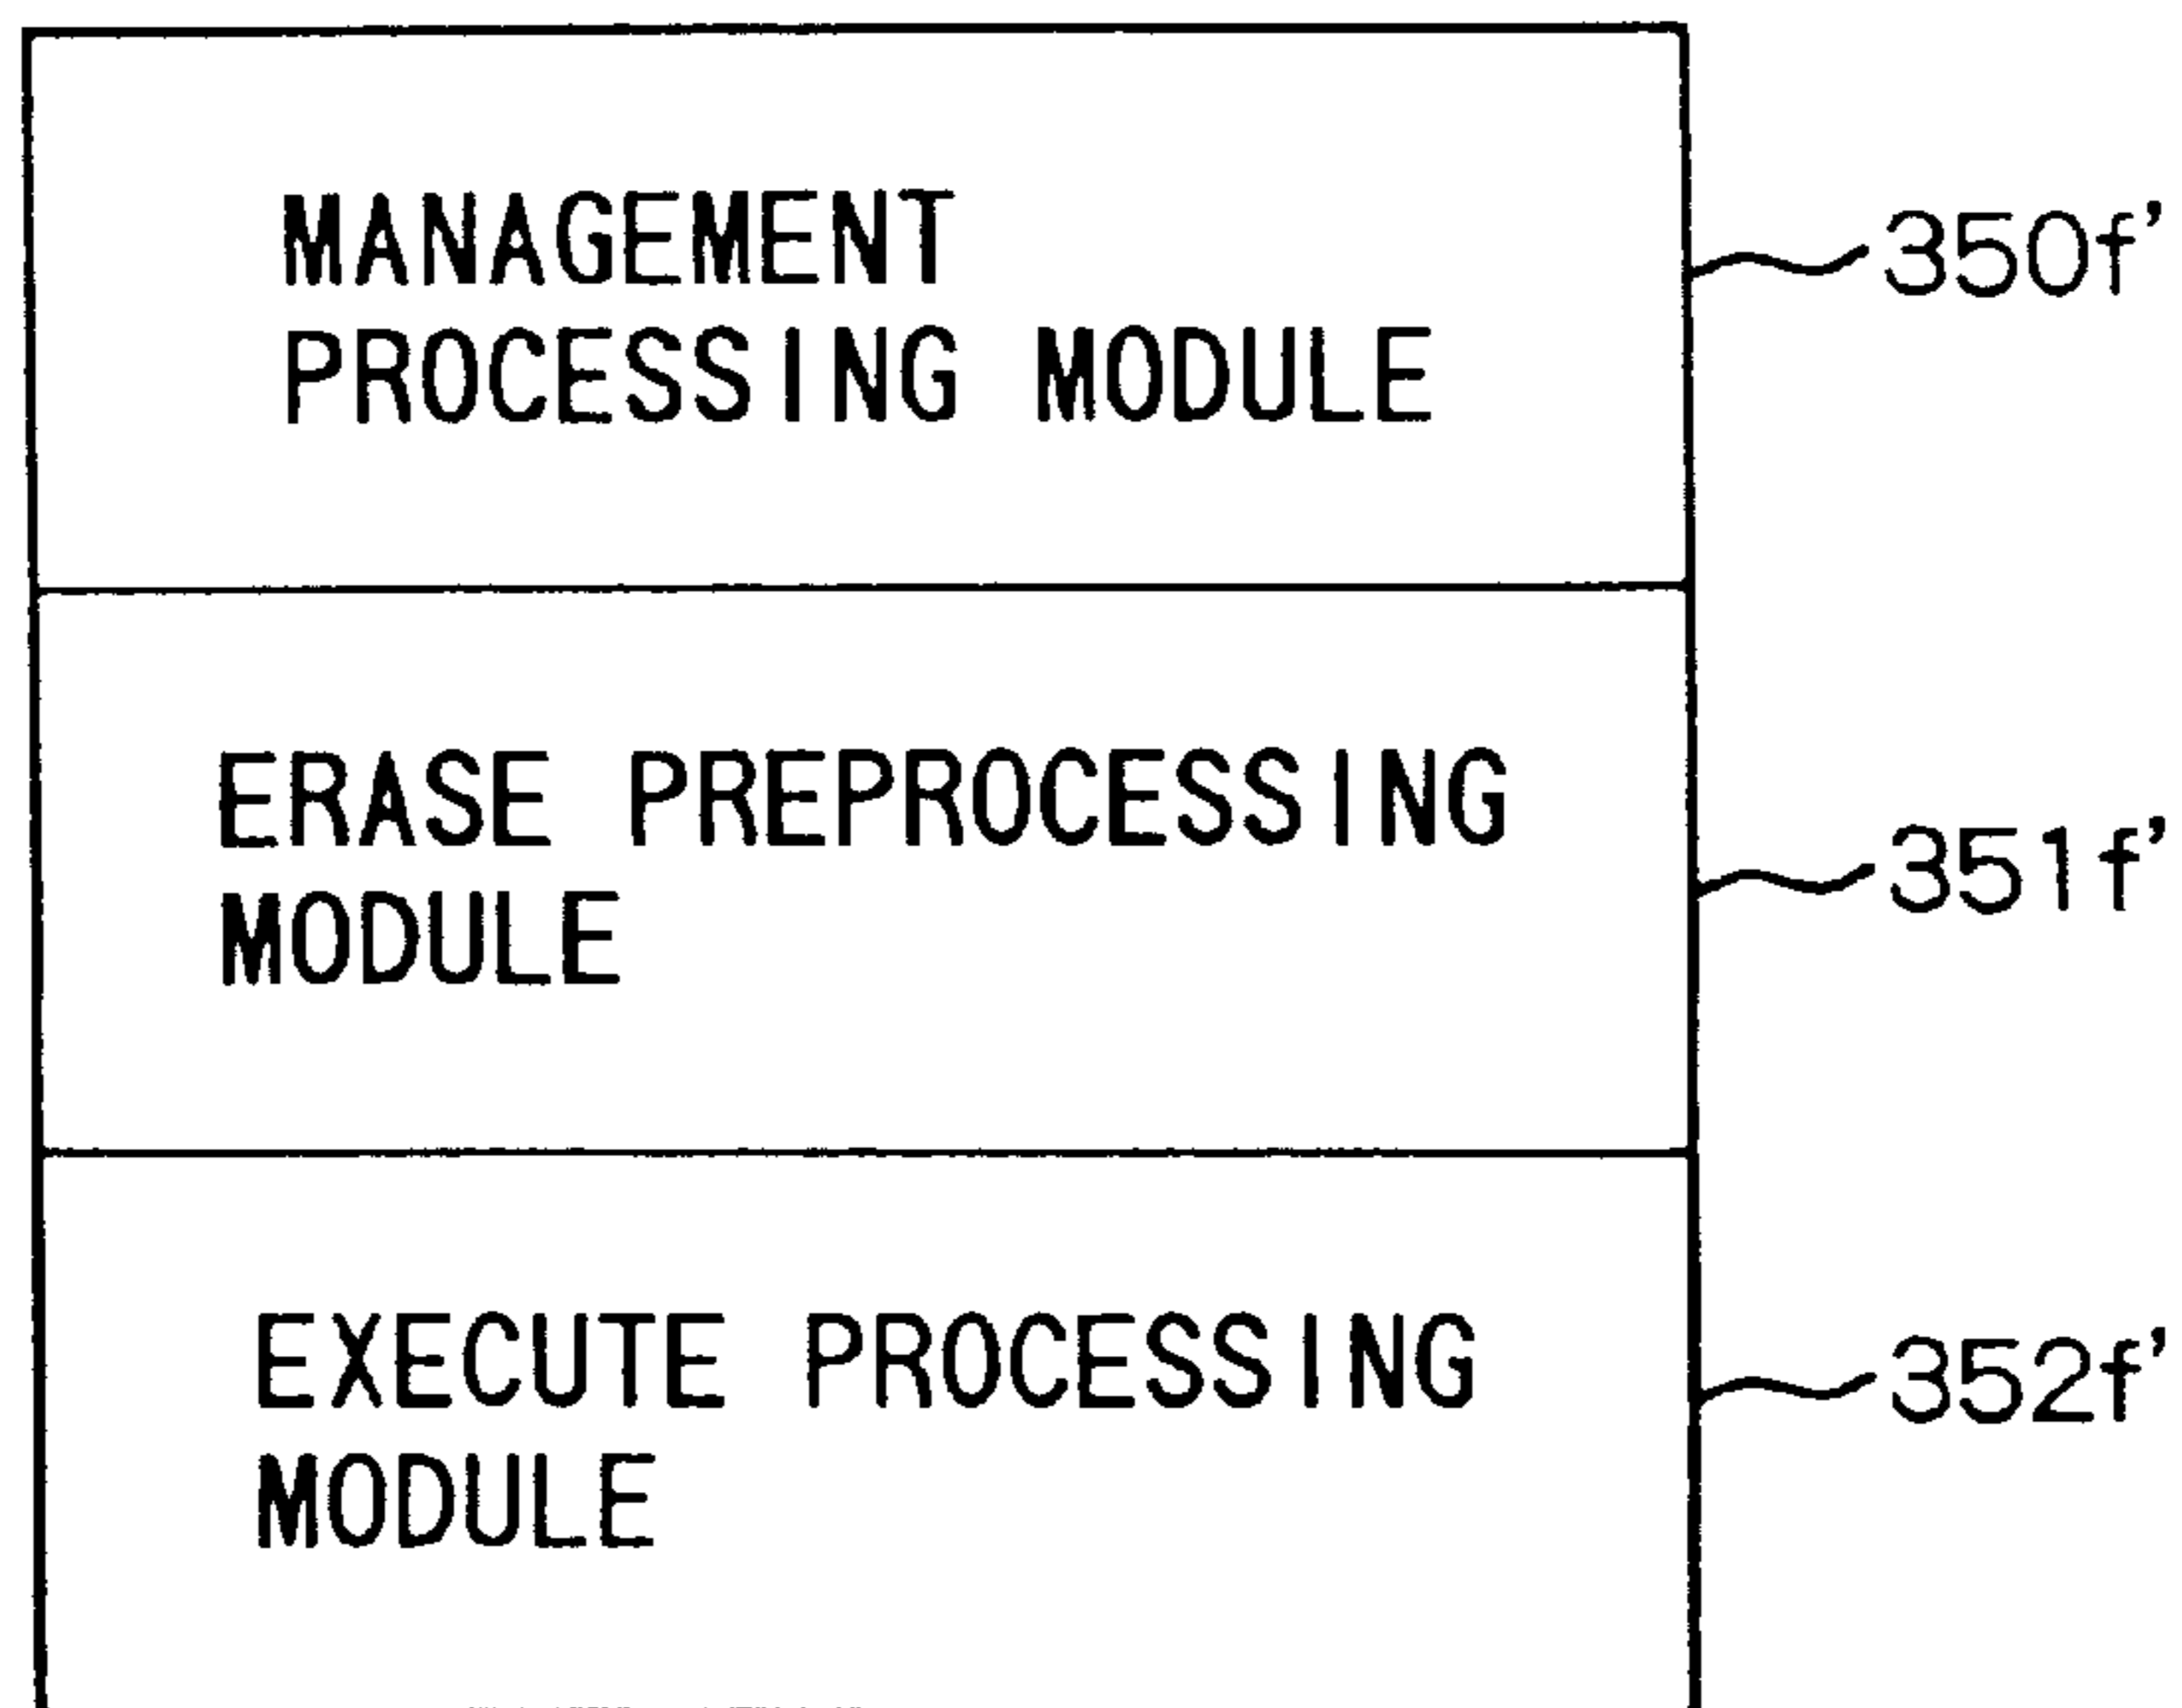 MANAGEMENT
PROCESSING MODULE
350f'
ERASE PREPROCESSING
MODULE
351f'
EXECUTE PROCESSING
MODULE
352f'